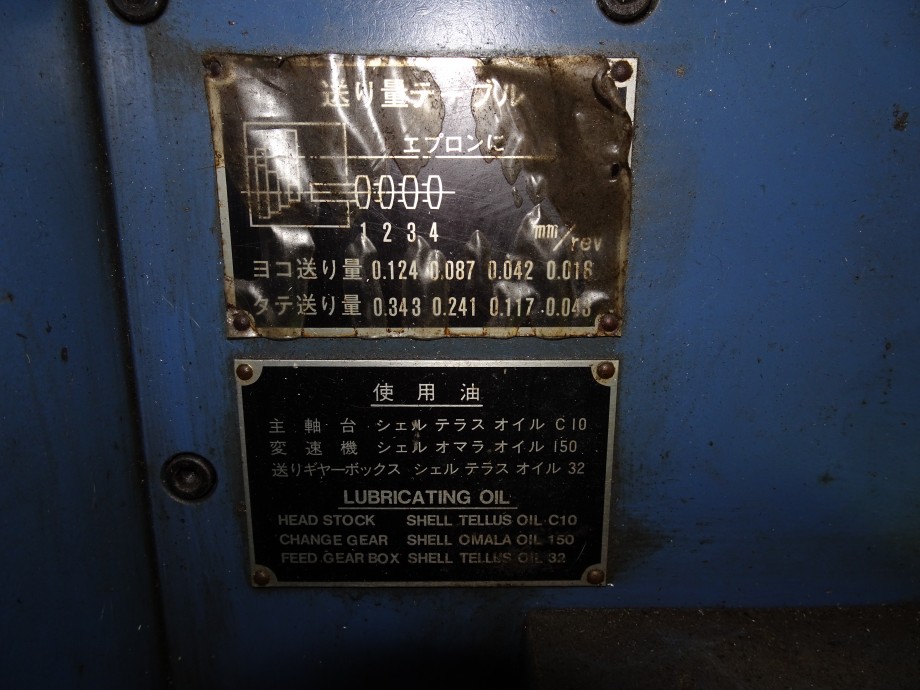 送り量テーブル
エプロンに
1 2 3 4 mm/rev
ヨコ送り量 0.124 0.087 0.042 0.016
タテ送り量 0.343 0.241 0.117 0.043
使用油
主軸台 シェル テラス オイル C10
変速機 シェル オマラ オイル 150
送りギヤーボックス シェル テラス オイル 32
LUBRICATING OIL
HEAD STOCK SHELL TELLUS OIL C10
CHANGE GEAR SHELL OMALA OIL 150
FEED GEAR BOX SHELL TELLUS OIL 32